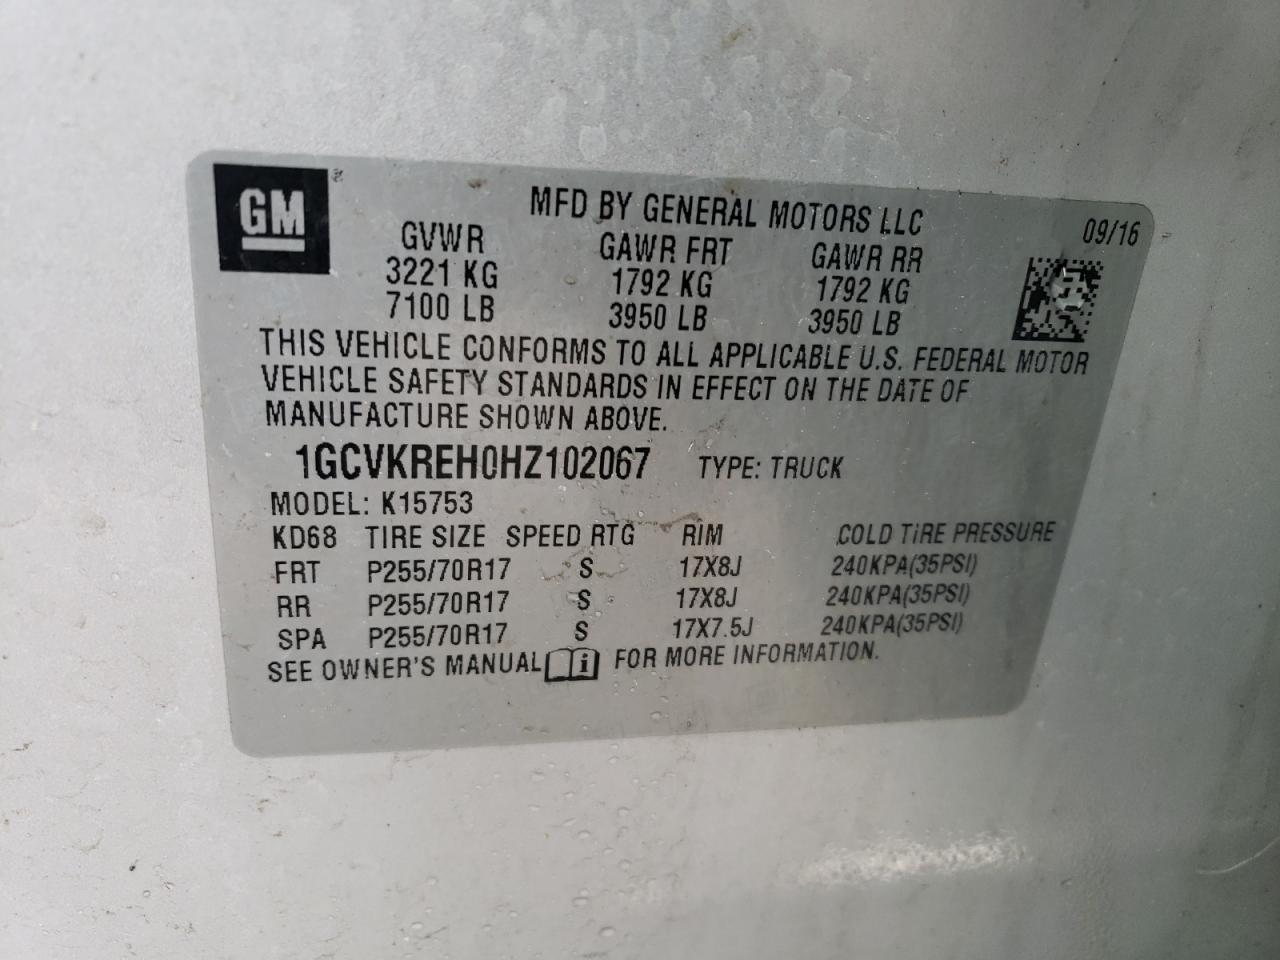 GM
MFD BY GENERAL MOTORS LLC 09/16
GVWR GAWR FRT GAWR RR
3221 KG 1792 KG 1792 KG
7100 LB 3950 LB 3950 LB
THIS VEHICLE CONFORMS TO ALL APPLICABLE U.S. FEDERAL MOTOR
VEHICLE SAFETY STANDARDS IN EFFECT ON THE DATE OF
MANUFACTURE SHOWN ABOVE.
1GCVKREH0HZ102067 TYPE: TRUCK
MODEL: K15753
KD68 TIRE SIZE SPEED RTG RIM COLD TIRE PRESSURE
FRT P255/70R17 S 17X8J 240KPA(35PSI)
RR P255/70R17 S 17X8J 240KPA(35PSI)
SPA P255/70R17 S 17X7.5J 240KPA(35PSI)
SEE OWNER'S MANUAL i FOR MORE INFORMATION.